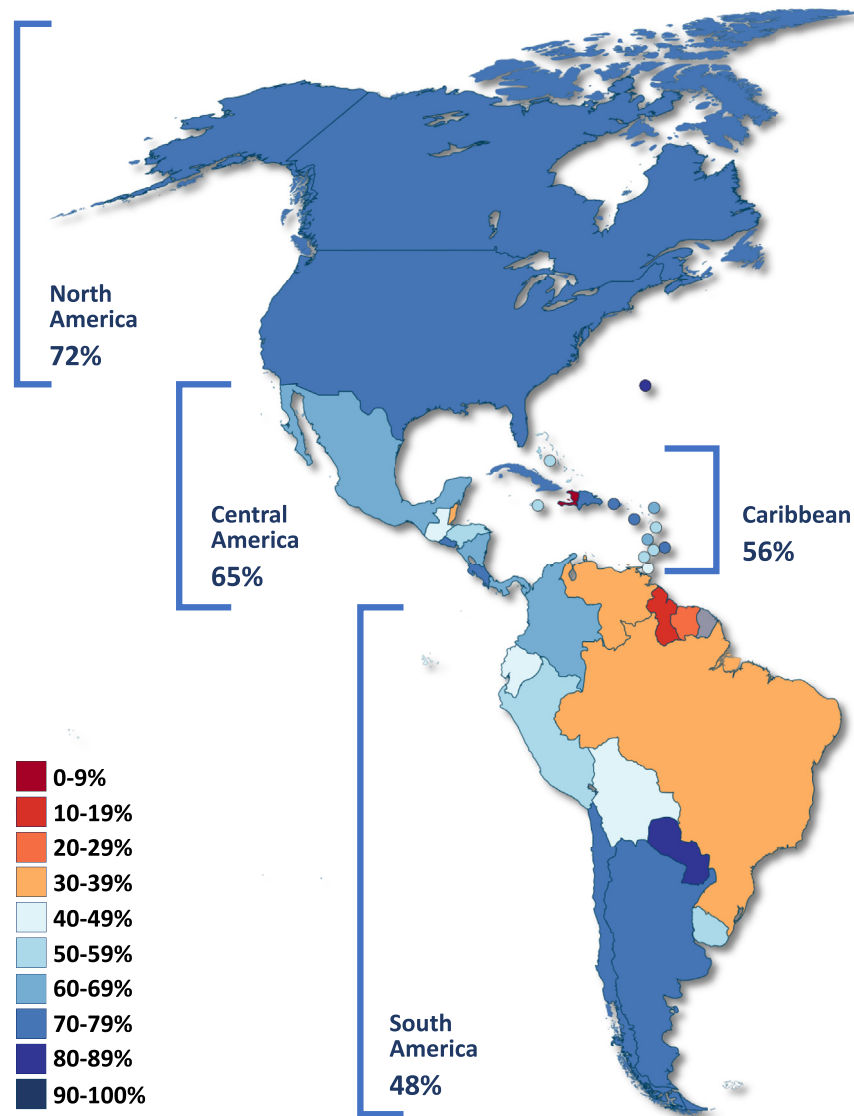 North
America
72%
Central
America
65%
Caribbean
56%
South
America
48%
0-9%
10-19%
20-29%
30-39%
40-49%
50-59%
60-69%
70-79%
80-89%
90-100%